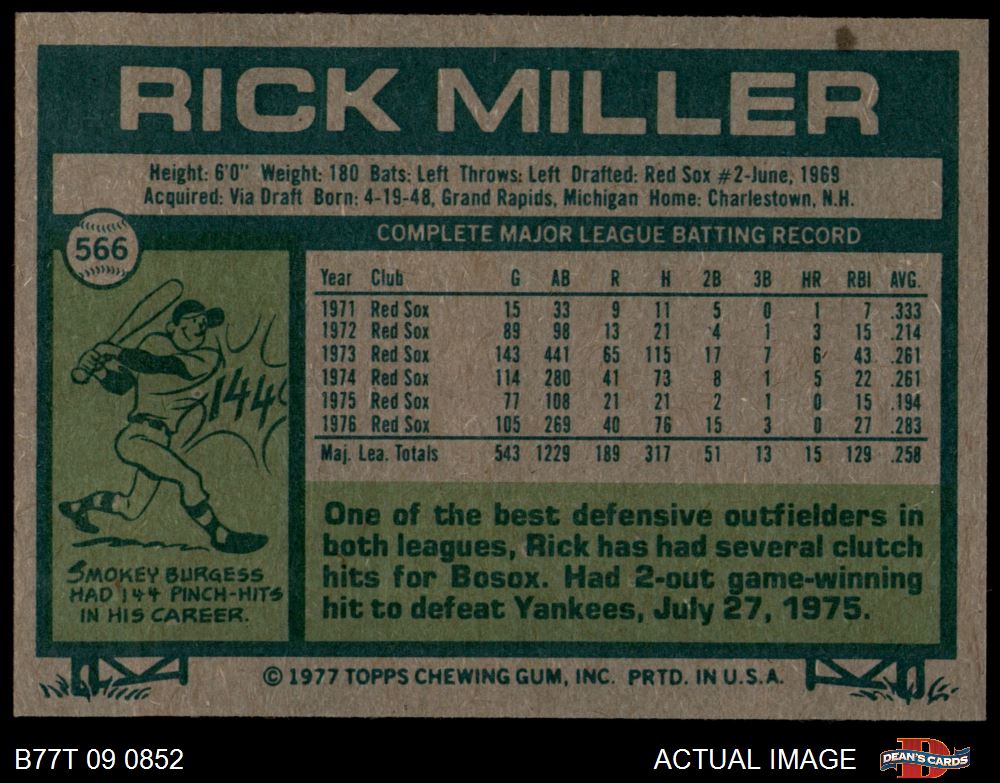 RICK MILLER
Height: 6'0" Weight: 180 Bats: Left Throws: Left Drafted: Red Sox #2-June, 1969
Acquired: Via Draft Born: 4-19-48, Grand Rapids, Michigan Home: Charlestown, N.H.
566
COMPLETE MAJOR LEAGUE BATTING RECORD
Year Club G AB R H 2B 3B HR RBI AVG.
1971 Red Sox 15 33 9 11 5 0 1 7 .333
1972 Red Sox 89 98 13 21 4 1 3 15 .214
1973 Red Sox 143 441 65 115 17 7 6 43 .261
1974 Red Sox 114 280 41 73 8 1 5 22 .261
1975 Red Sox 77 108 21 21 2 1 0 15 .194
1976 Red Sox 105 269 40 76 15 3 0 27 .283
Maj. Lea. Totals 543 1229 189 317 51 13 15 129 .258
144
SMOKEY BURGESS
HAD 144 PINCH-HITS
IN HIS CAREER.
One of the best defensive outfielders in
both leagues, Rick has had several clutch
hits for Bosox. Had 2-out game-winning
hit to defeat Yankees, July 27, 1975.
© 1977 TOPPS CHEWING GUM, INC. PRTD. IN U.S.A.
B77T 09 0852
ACTUAL IMAGE
DEAN'S CARDS